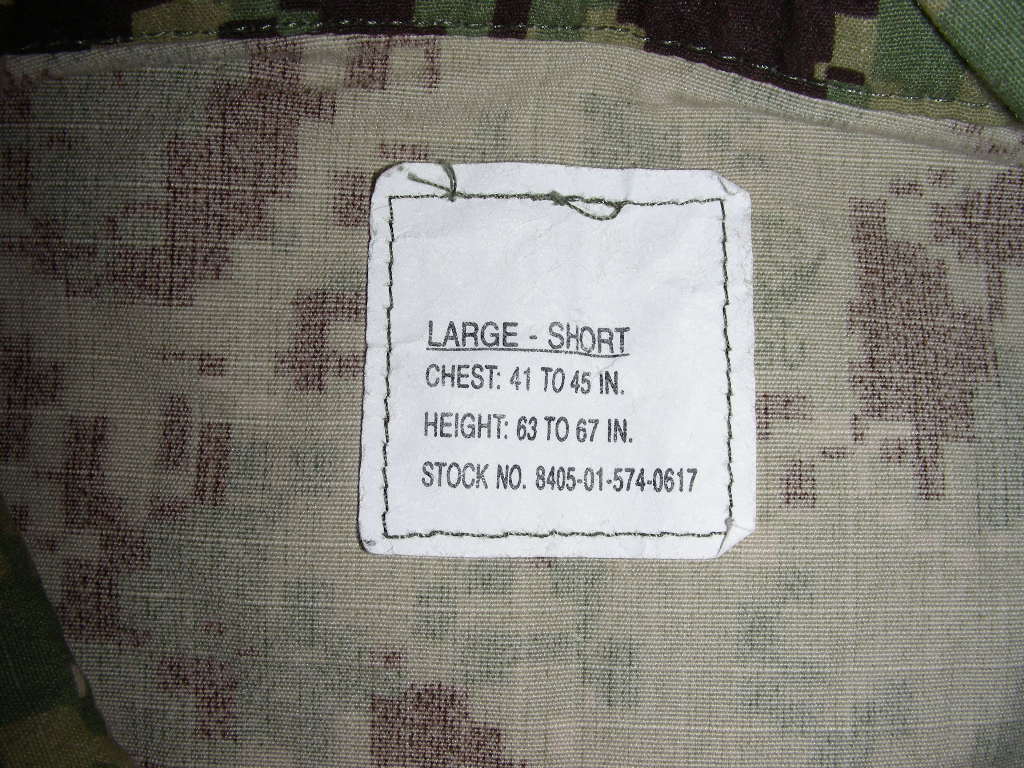 LARGE - SHORT
CHEST: 41 TO 45 IN.
HEIGHT: 63 TO 67 IN.
STOCK NO. 8405-01-574-0617